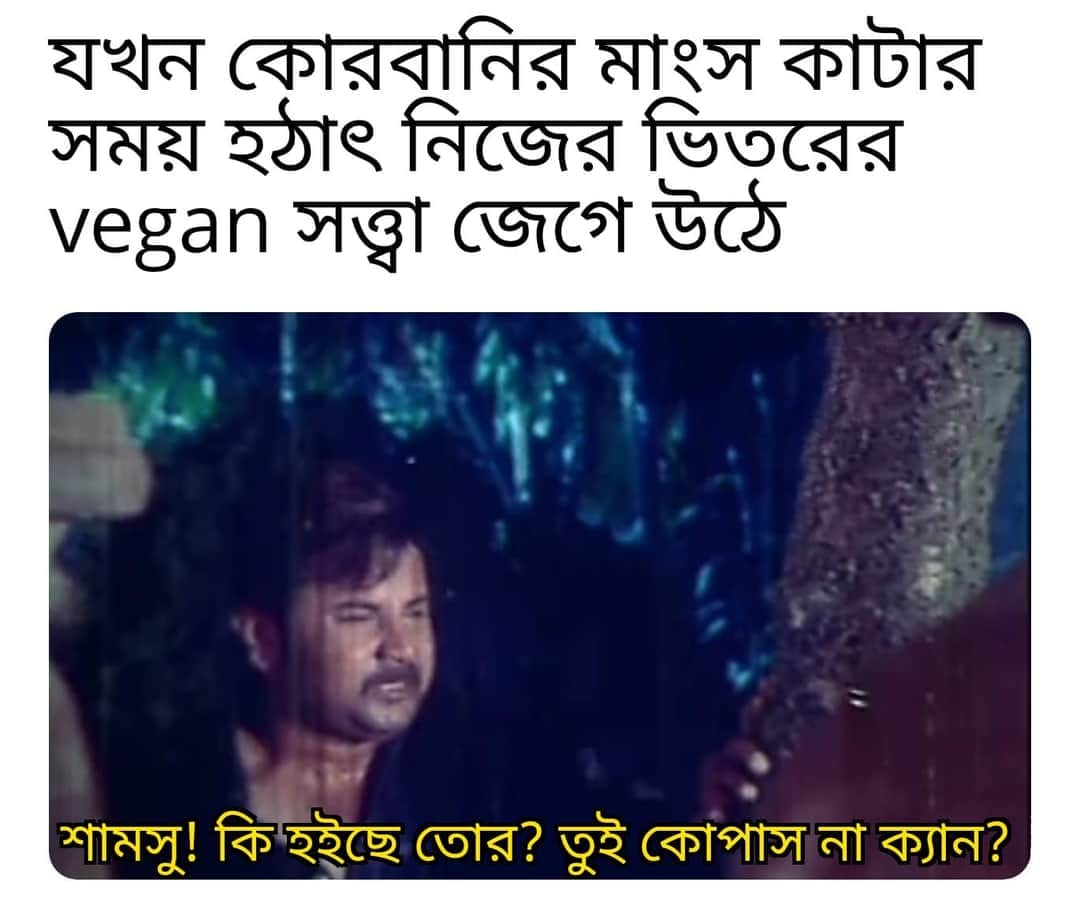 যখন কোরবানির মাংস কাটার
সময় হঠাৎ নিজের ভিতরের
vegan সত্ত্বা জেগে উঠে
শামসু! কি হইছে তোর? তুই কোপাস না ক্যান?